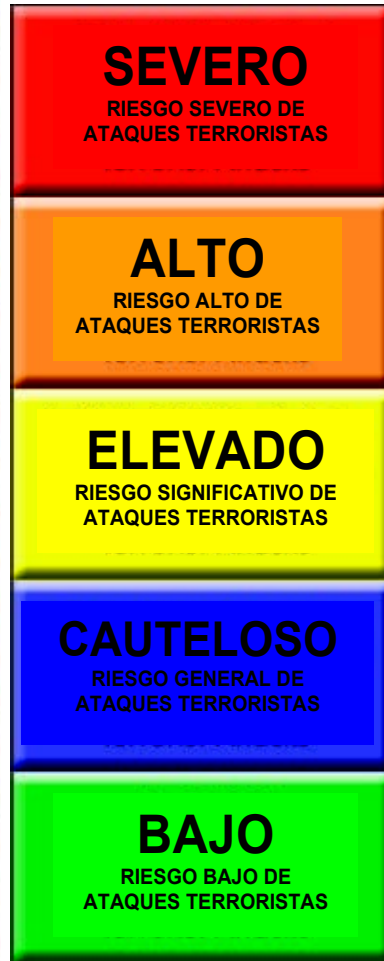 SEVERO
RIESGO SEVERO DE
ATAQUES TERRORISTAS
ALTO
RIESGO ALTO DE
ATAQUES TERRORISTAS
ELEVADO
RIESGO SIGNIFICATIVO DE
ATAQUES TERRORISTAS
CAUTELOSO
RIESGO GENERAL DE
ATAQUES TERRORISTAS
BAJO
RIESGO BAJO DE
ATAQUES TERRORISTAS